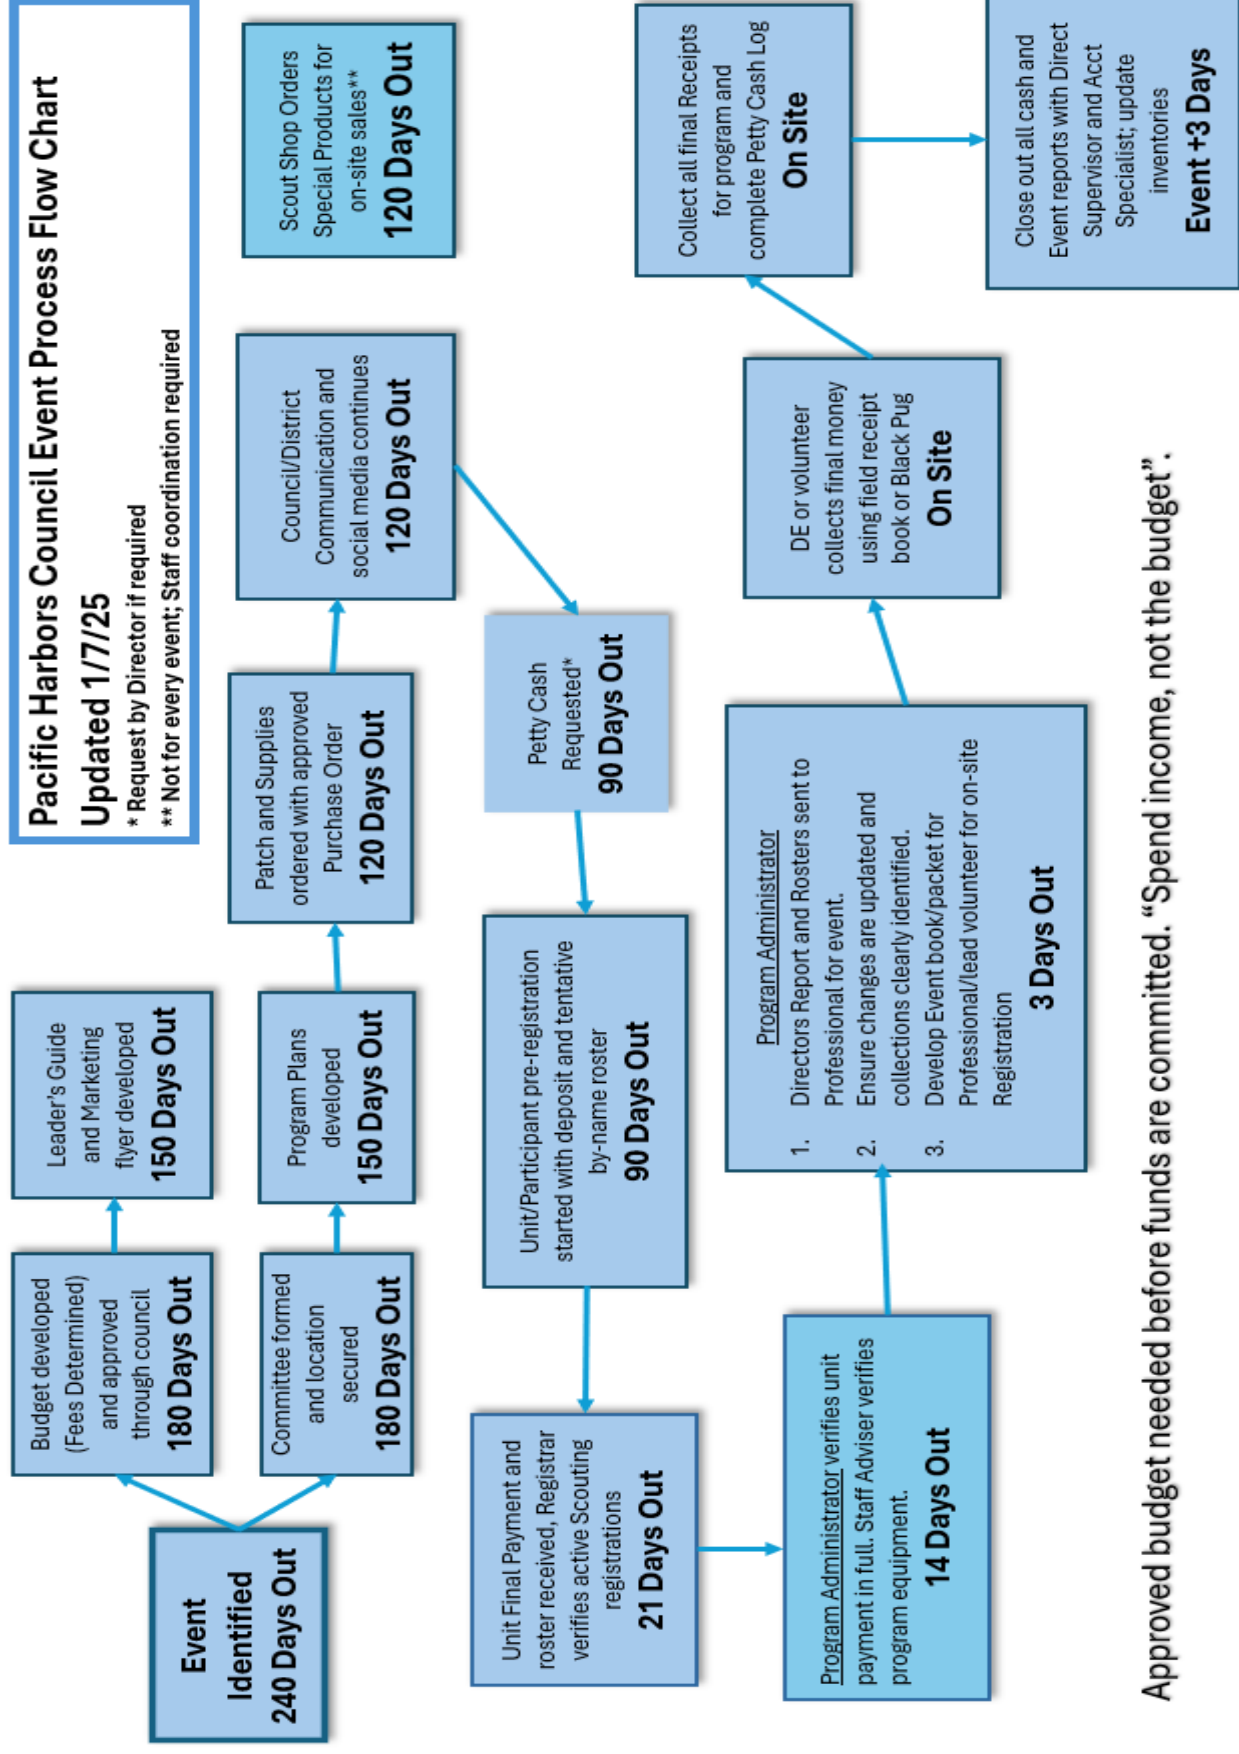 Pacific Harbors Council Event Process Flow Chart
Updated 1/7/25
* Request by Director if required
** Not for every event; Staff coordination required
Event
Identified
240 Days Out
Budget developed
(Fees Determined)
and approved
through council
180 Days Out
Leader's Guide
and Marketing
flyer developed
150 Days Out
Committee formed
and location
secured
180 Days Out
Program Plans
developed
150 Days Out
Patch and Supplies
ordered with approved
Purchase Order
120 Days Out
Council/District
Communication and
social media continues
120 Days Out
Scout Shop Orders
Special Products for
on-site sales**
120 Days Out
Petty Cash
Requested*
90 Days Out
Unit/Participant pre-registration
started with deposit and tentative
by-name roster
90 Days Out
Unit Final Payment and
roster received, Registrar
verifies active Scouting
registrations
21 Days Out
Program Administrator verifies unit
payment in full. Staff Adviser verifies
program equipment.
14 Days Out
Program Administrator
1. Directors Report and Rosters sent to
Professional for event.
2. Ensure changes are updated and
collections clearly identified.
3. Develop Event book/packet for
Professional/lead volunteer for on-site
Registration
3 Days Out
DE or volunteer
collects final money
using field receipt
book or Black Pug
On Site
Collect all final Receipts
for program and
complete Petty Cash Log
On Site
Close out all cash and
Event reports with Direct
Supervisor and Acct
Specialist; update
inventories
Event +3 Days
Approved budget needed before funds are committed. “Spend income, not the budget”.